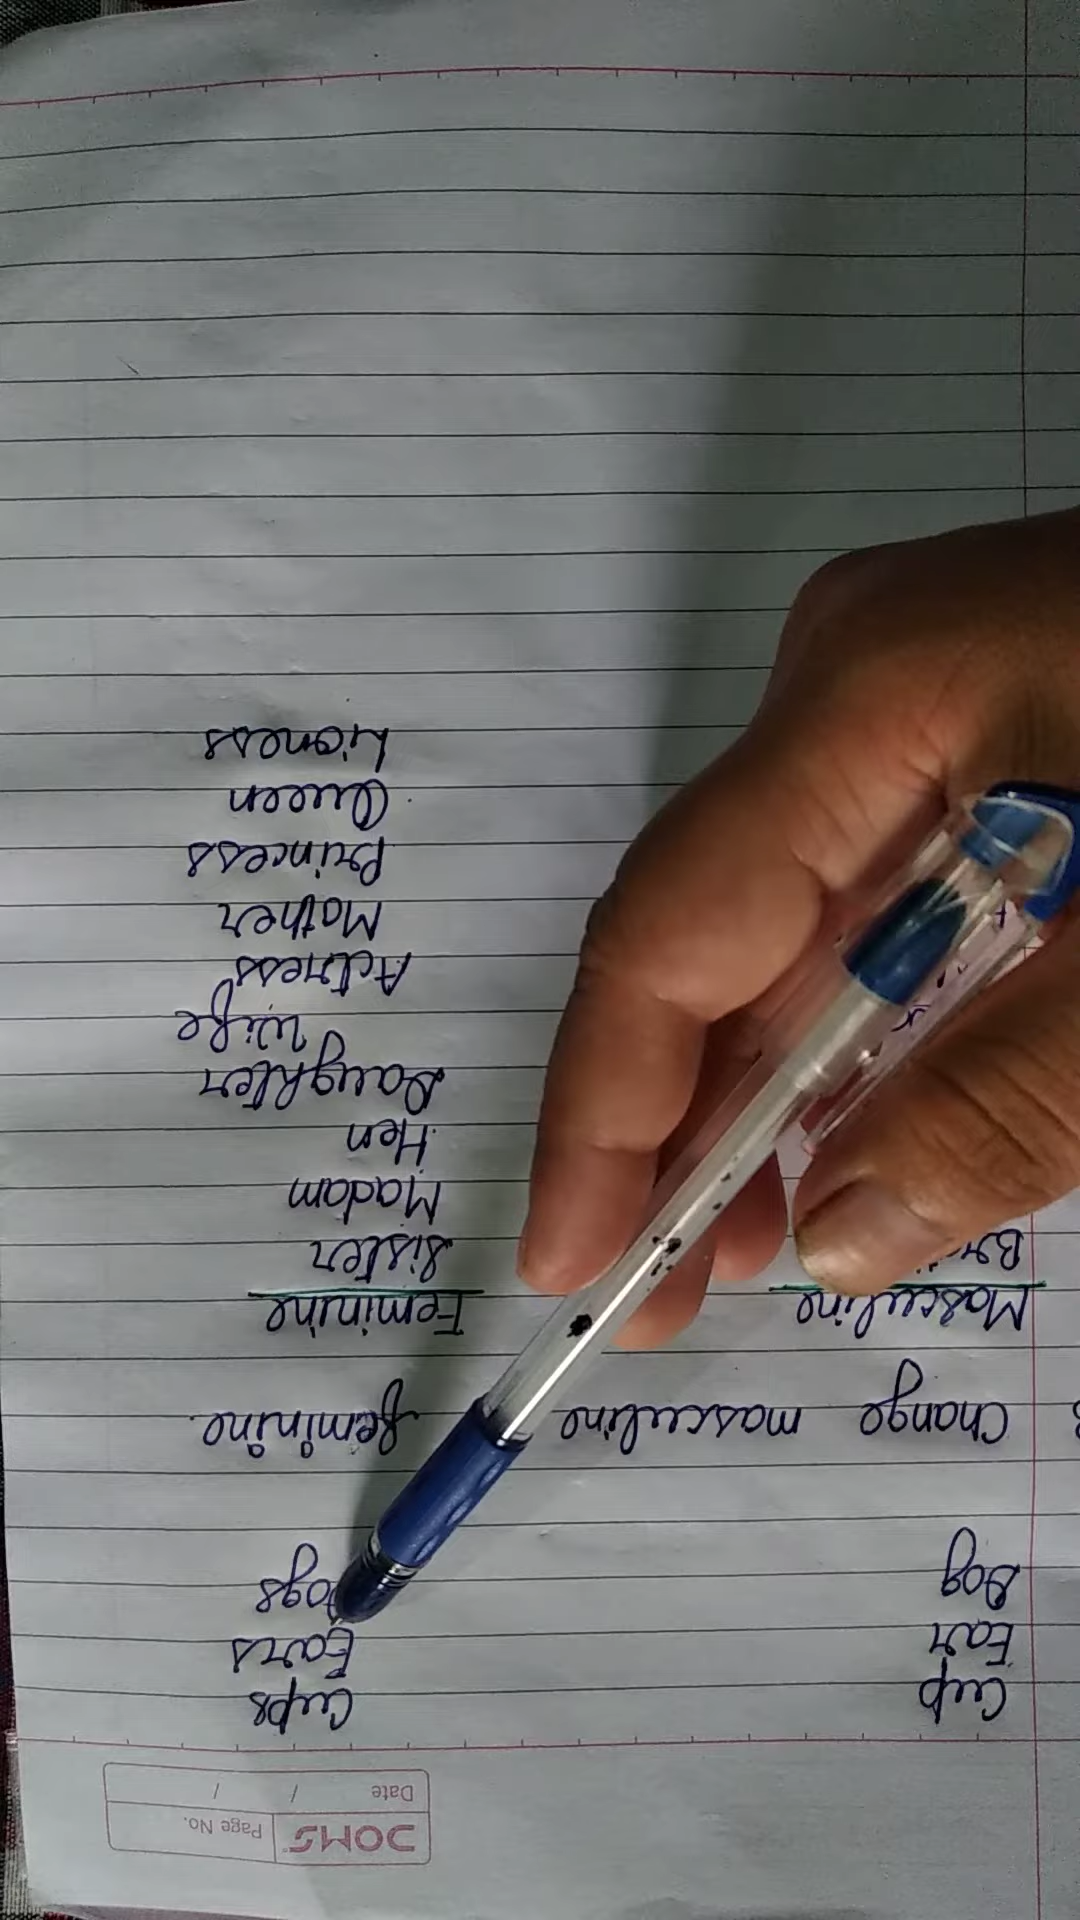 DOMS Page No.
Date / /
Cup Cups
Ear Ears
Dog
Change masculine feminine.
Masculine Feminine
Sister
Madam
Hen
Daughter
Wife
Actress
Mother
Princess
Queen
Lioness